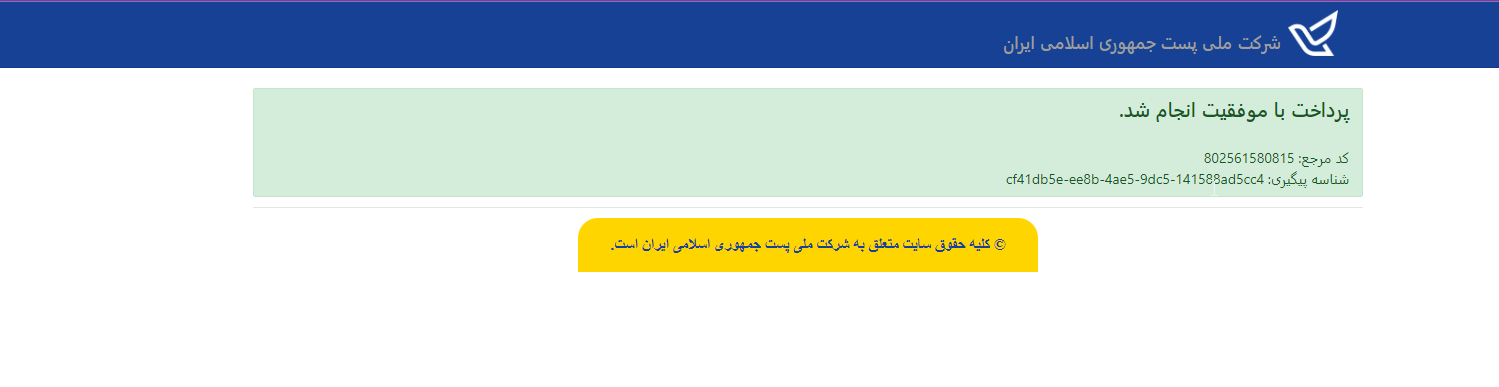 شرکت ملی پست جمهوری اسلامی ایران
پرداخت با موفقیت انجام شد.
کد مرجع: 802561580815
شناسه پیگیری: cf41db5e-ee8b-4ae5-9dc5-141588ad5cc4
© کلیه حقوق سایت متعلق به شرکت ملی پست جمهوری اسلامی ایران است.